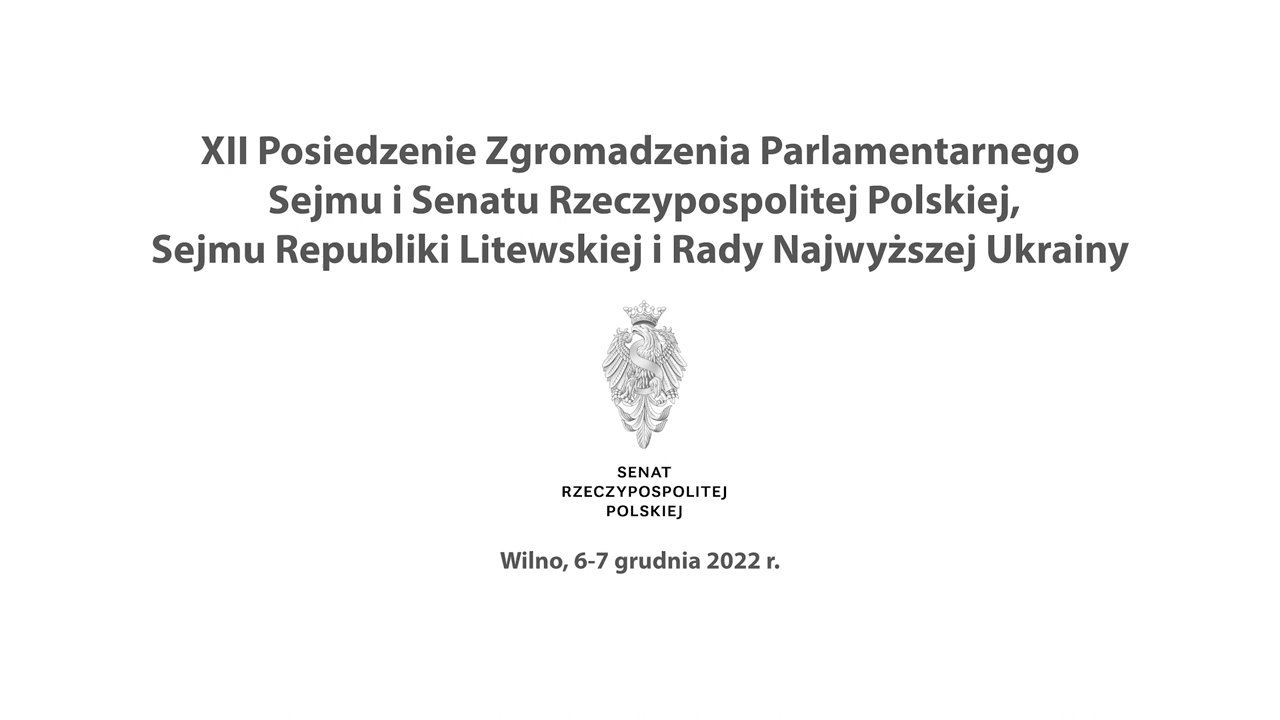 XII Posiedzenie Zgromadzenia Parlamentarnego
Sejmu i Senatu Rzeczypospolitej Polskiej,
Sejmu Republiki Litewskiej i Rady Najwyższej Ukrainy
SENAT
RZECZYPOSPOLITEJ
POLSKIEJ
Wilno, 6-7 grudnia 2022 r.